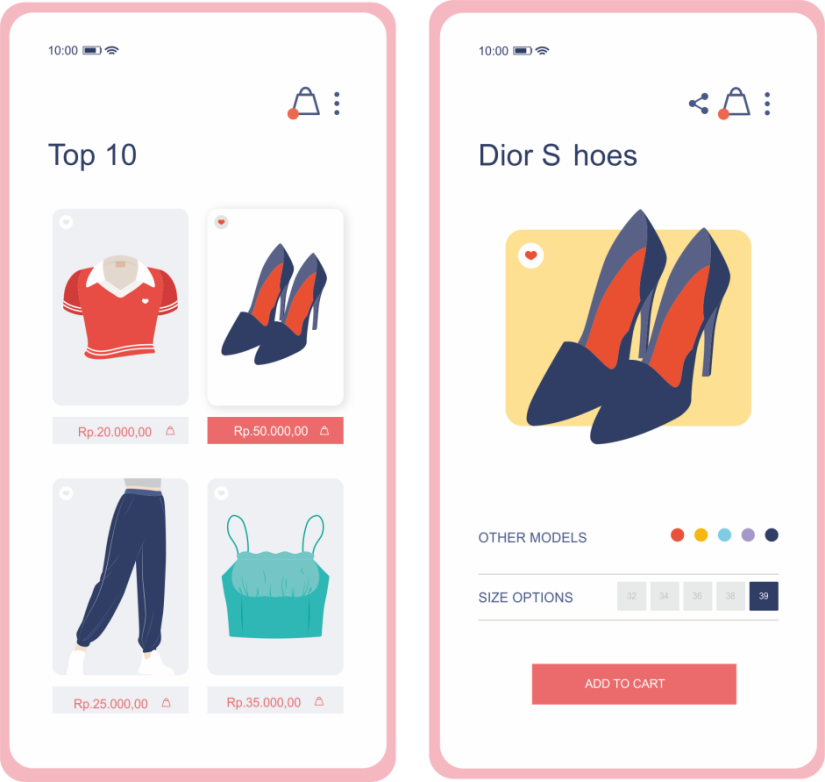 10:00
Top 10
Rp.20.000,00
Rp.50.000,00
Rp.25.000,00
Rp.35.000,00
10:00
Dior S hoes
OTHER MODELS
SIZE OPTIONS 32 34 36 38 39
ADD TO CART